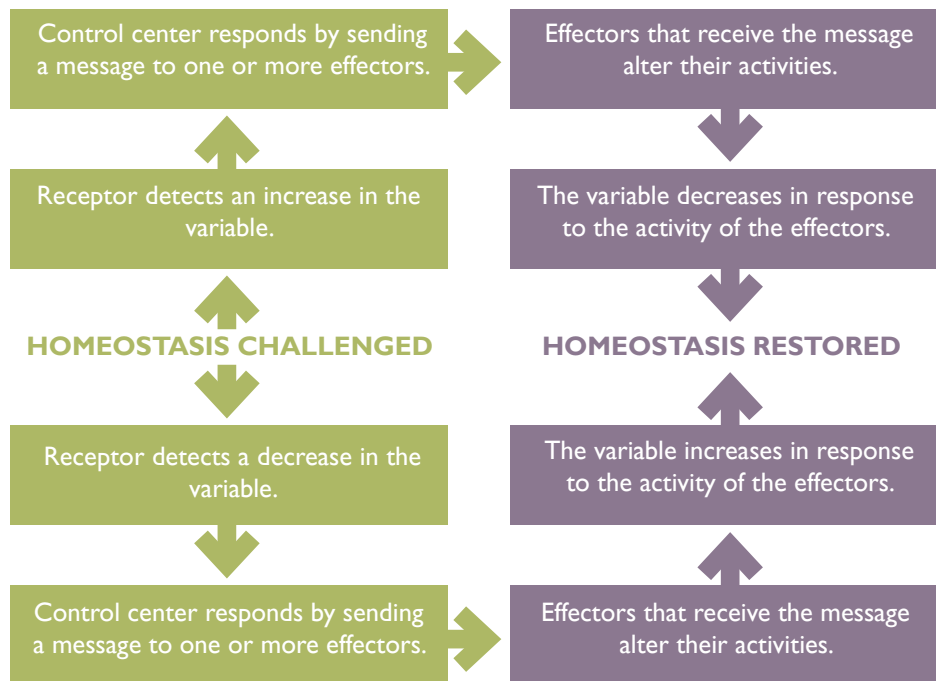 Control center responds by sending
a message to one or more effectors.
Effectors that receive the message
alter their activities.
Receptor detects an increase in the
variable.
The variable decreases in response
to the activity of the effectors.
HOMEOSTASIS CHALLENGED
HOMEOSTASIS RESTORED
Receptor detects a decrease in the
variable.
The variable increases in response
to the activity of the effectors.
Control center responds by sending
a message to one or more effectors.
Effectors that receive the message
alter their activities.